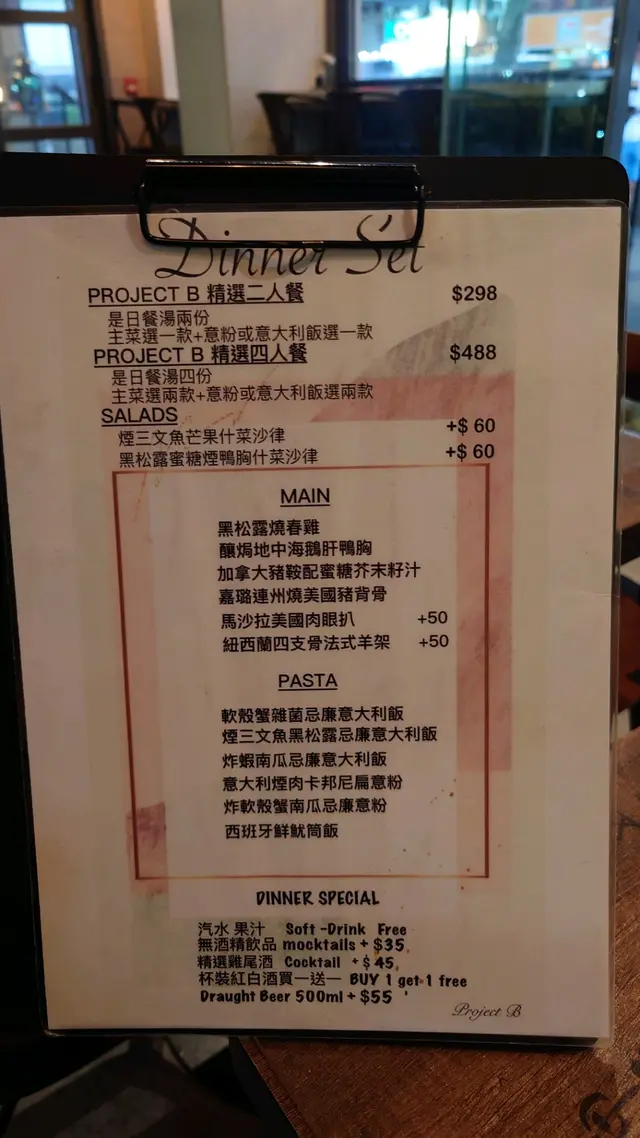 Dinner Set
PROJECT B 精選二人餐 $298
是日餐湯兩份
主菜選一款+意粉或意大利飯選一款
PROJECT B 精選四人餐 $488
是日餐湯四份
主菜選兩款+意粉或意大利飯選兩款
SALADS
煙三文魚芒果什菜沙律 +$ 60
黑松露蜜糖煙鴨胸什菜沙律 +$ 60
MAIN
黑松露燒春雞
釀焗地中海鵝肝鴨胸
加拿大豬鞍配蜜糖芥末籽汁
嘉璐連州燒美國豬背骨
馬沙拉美國肉眼扒 +50
紐西蘭四支骨法式羊架 +50
PASTA
軟殼蟹雜菌忌廉意大利飯
煙三文魚黑松露忌廉意大利飯
炸蝦南瓜忌廉意大利飯
意大利煙肉卡邦尼扁意粉
炸軟殼蟹南瓜忌廉意粉
西班牙鮮魷筒飯
DINNER SPECIAL
汽水 果汁 Soft -Drink Free
無酒精飲品 mocktails + $35
精選雞尾酒 Cocktail + $ 45
杯裝紅白酒買一送一 BUY 1 get 1 free
Draught Beer 500ml + $55
Project B